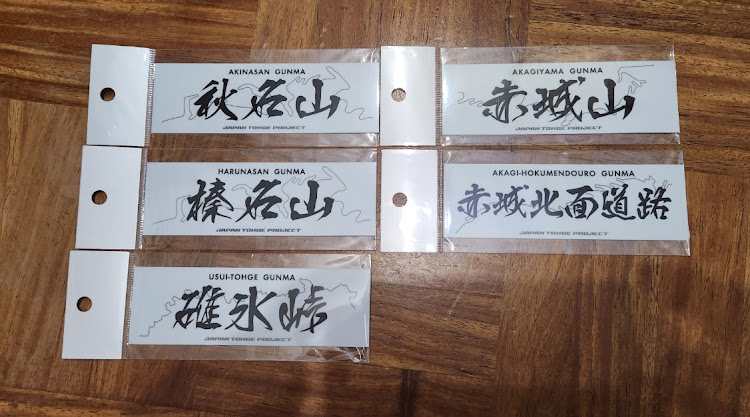 AKINASAN GUNMA
秋名山
JAPAN TOHGE PROJECT
AKAGIYAMA GUNMA
赤城山
JAPAN TOHGE PROJECT
HARUNASAN GUNMA
榛名山
JAPAN TOHGE PROJECT
AKAGI-HOKUMENDOURO GUNMA
赤城北面道路
JAPAN TOHGE PROJECT
USUI-TOHGE GUNMA
碓氷峠
JAPAN TOHGE PROJECT